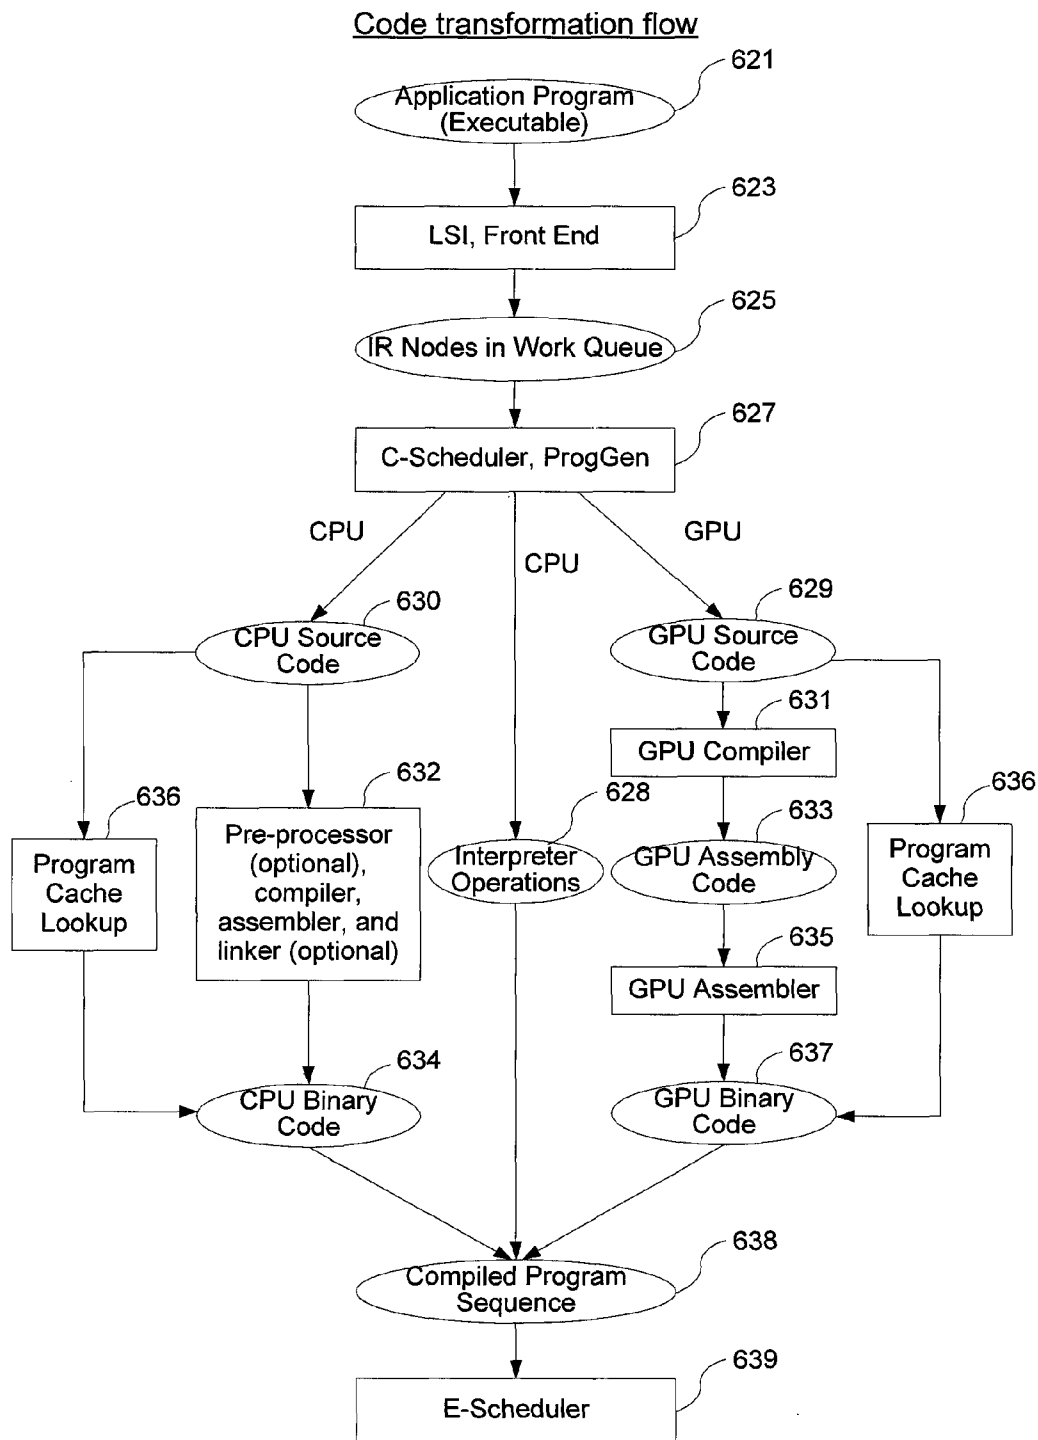 Code transformation flow
621
Application Program
(Executable)
623
LSI, Front End
625
IR Nodes in Work Queue
627
C-Scheduler, ProgGen
CPU
CPU
GPU
630
CPU Source
Code
629
GPU Source
Code
631
GPU Compiler
636
Program
Cache
Lookup
632
Pre-processor
(optional),
compiler,
assembler, and
linker (optional)
628
Interpreter
Operations
633
GPU Assembly
Code
636
Program
Cache
Lookup
635
GPU Assembler
634
CPU Binary
Code
637
GPU Binary
Code
638
Compiled Program
Sequence
639
E-Scheduler